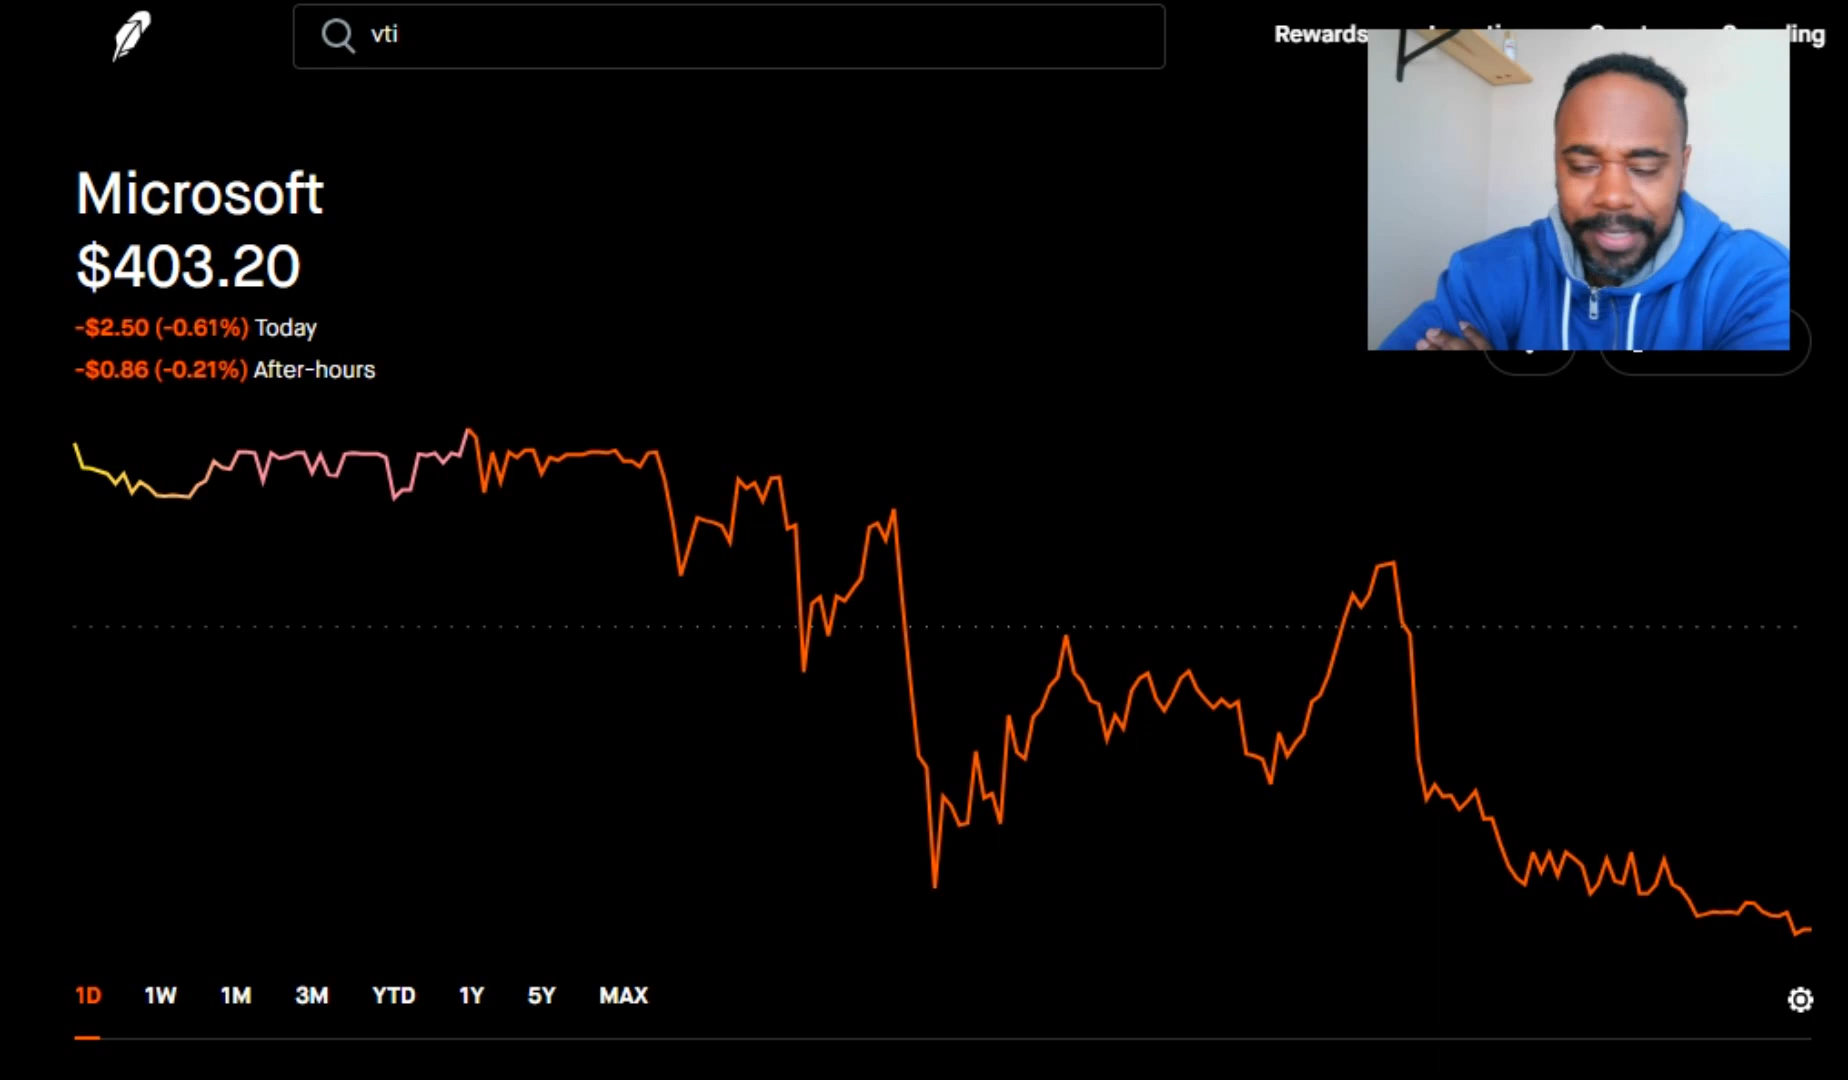 vti
Rewards
Microsoft
$403.20
-$2.50 (-0.61%) Today
-$0.86 (-0.21%) After-hours
1D 1W 1M 3M YTD 1Y 5Y MAX